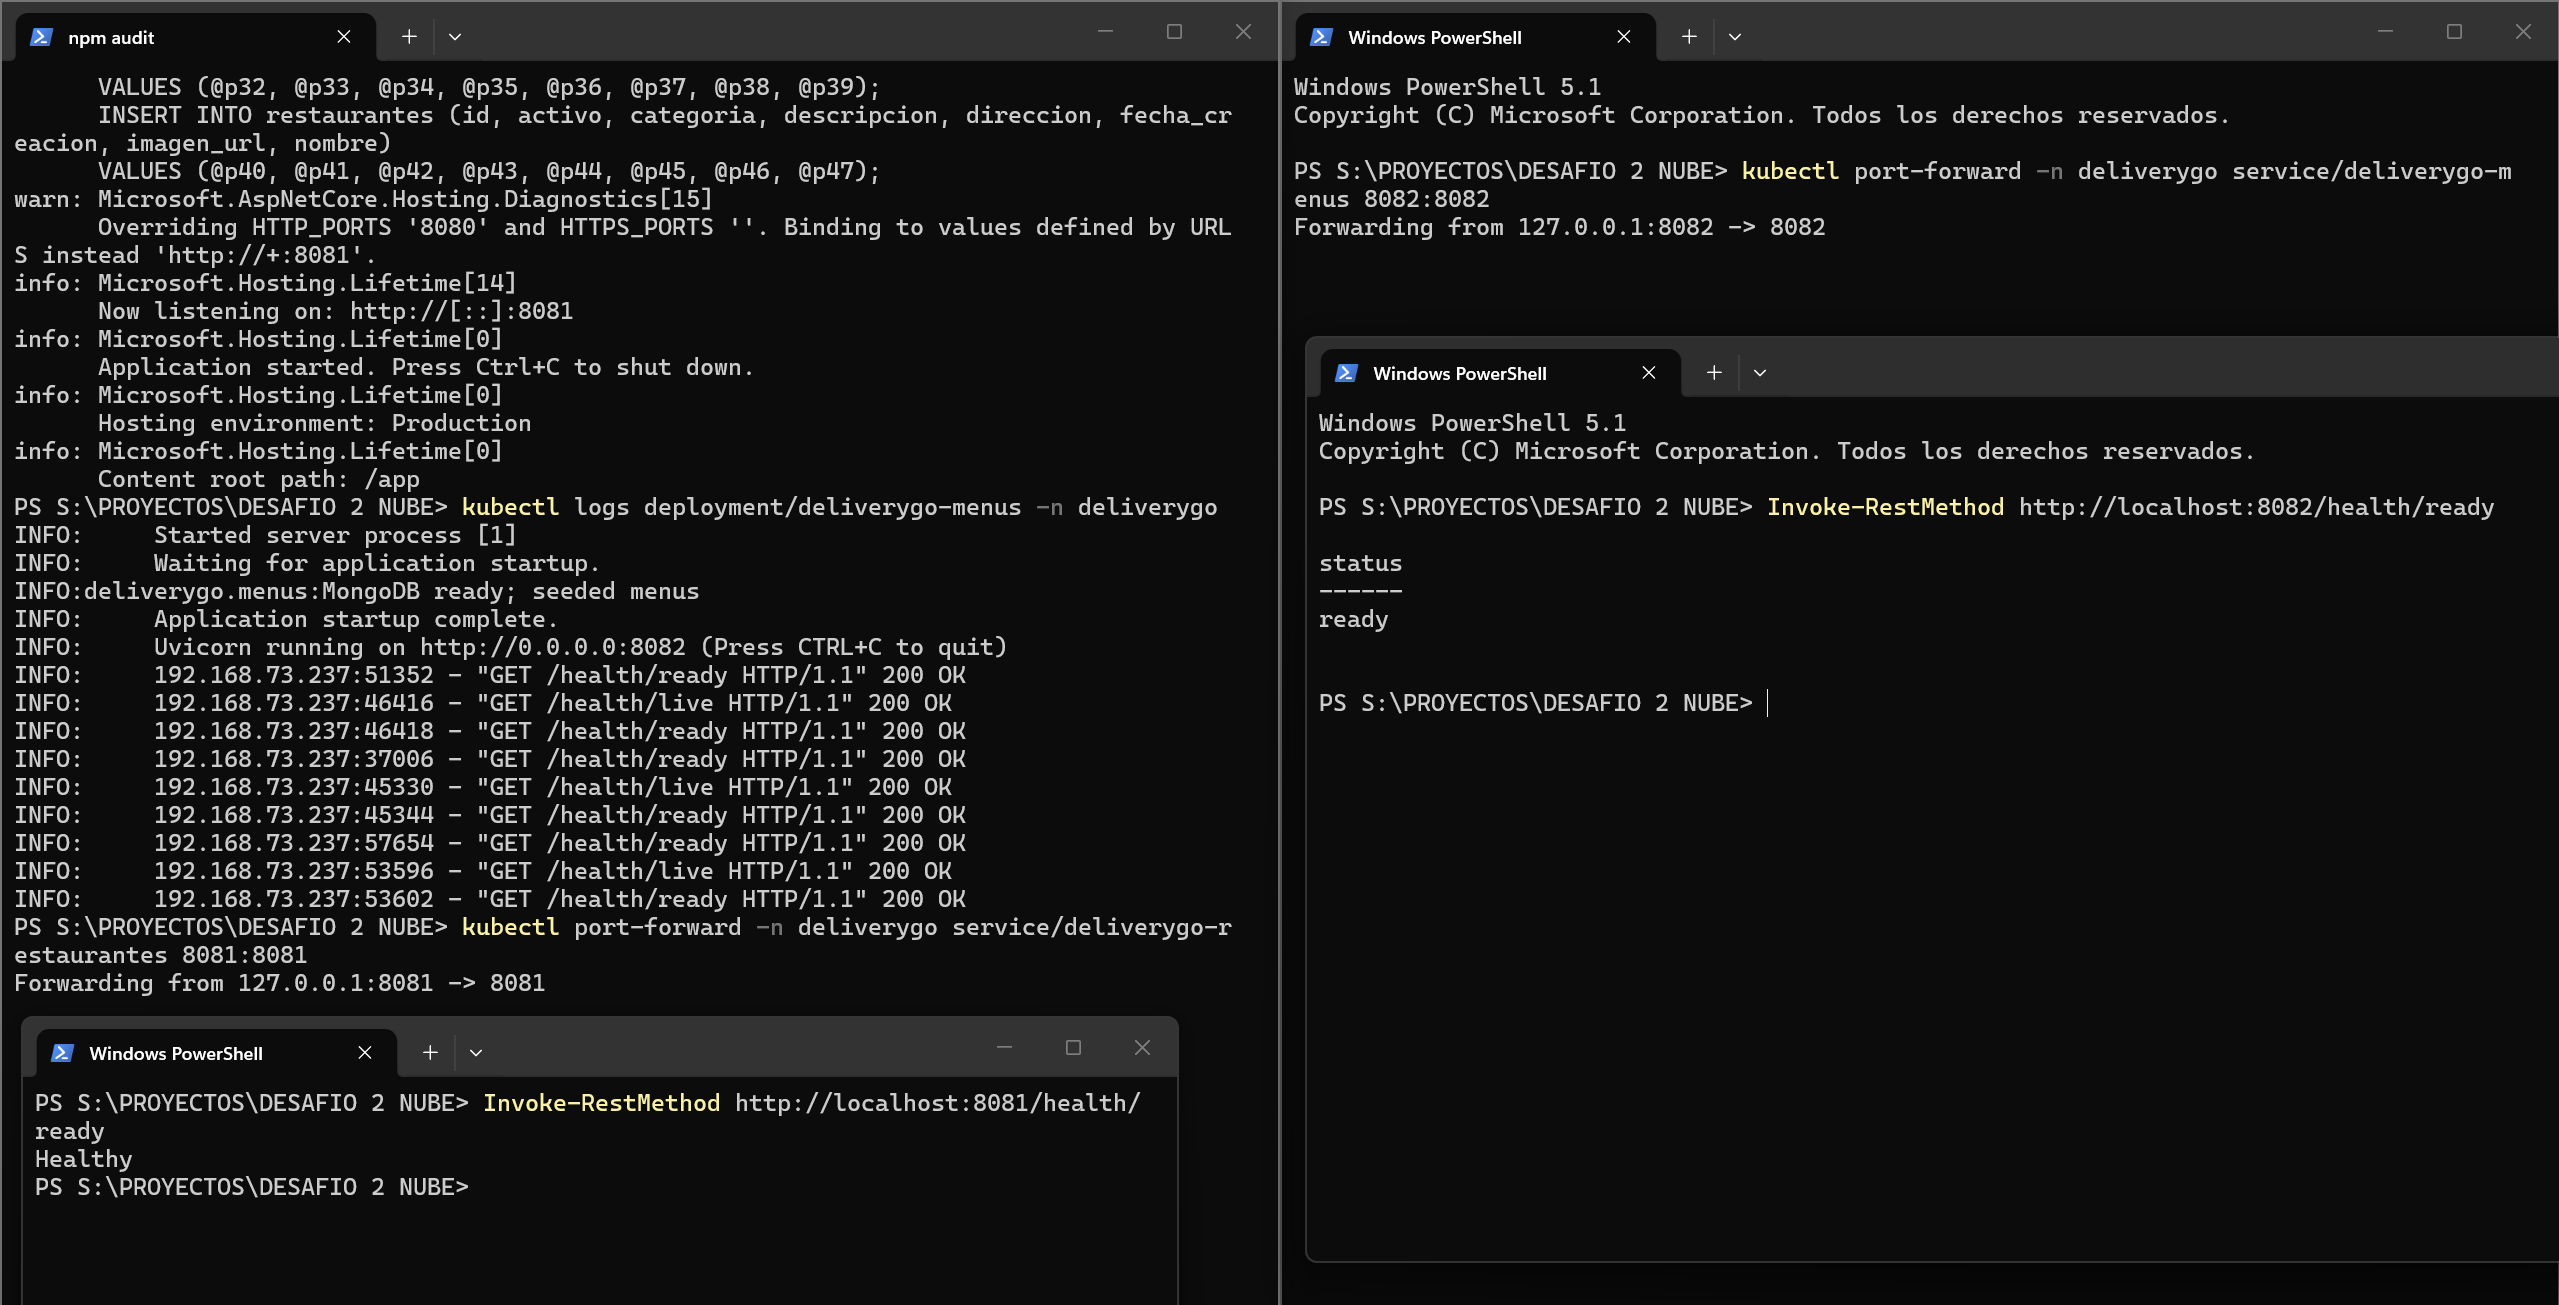 npm audit
VALUES (@p32, @p33, @p34, @p35, @p36, @p37, @p38, @p39);
INSERT INTO restaurantes (id, activo, categoria, descripcion, direccion, fecha_cr
eacion, imagen_url, nombre)
VALUES (@p40, @p41, @p42, @p43, @p44, @p45, @p46, @p47);
warn: Microsoft.AspNetCore.Hosting.Diagnostics[15]
Overriding HTTP_PORTS '8080' and HTTPS_PORTS ''. Binding to values defined by URL
S instead 'http://+:8081'.
info: Microsoft.Hosting.Lifetime[14]
Now listening on: http://[::]:8081
info: Microsoft.Hosting.Lifetime[0]
Application started. Press Ctrl+C to shut down.
info: Microsoft.Hosting.Lifetime[0]
Hosting environment: Production
info: Microsoft.Hosting.Lifetime[0]
Content root path: /app
PS S:\PROYECTOS\DESAFIO 2 NUBE> kubectl logs deployment/deliverygo-menus -n deliverygo
INFO:     Started server process [1]
INFO:     Waiting for application startup.
INFO:deliverygo.menus:MongoDB ready; seeded menus
INFO:     Application startup complete.
INFO:     Uvicorn running on http://0.0.0.0:8082 (Press CTRL+C to quit)
INFO:     192.168.73.237:51352 - "GET /health/ready HTTP/1.1" 200 OK
INFO:     192.168.73.237:46416 - "GET /health/live HTTP/1.1" 200 OK
INFO:     192.168.73.237:46418 - "GET /health/ready HTTP/1.1" 200 OK
INFO:     192.168.73.237:37006 - "GET /health/ready HTTP/1.1" 200 OK
INFO:     192.168.73.237:45330 - "GET /health/live HTTP/1.1" 200 OK
INFO:     192.168.73.237:45344 - "GET /health/ready HTTP/1.1" 200 OK
INFO:     192.168.73.237:57654 - "GET /health/ready HTTP/1.1" 200 OK
INFO:     192.168.73.237:53596 - "GET /health/live HTTP/1.1" 200 OK
INFO:     192.168.73.237:53602 - "GET /health/ready HTTP/1.1" 200 OK
PS S:\PROYECTOS\DESAFIO 2 NUBE> kubectl port-forward -n deliverygo service/deliverygo-r
estaurantes 8081:8081
Forwarding from 127.0.0.1:8081 -> 8081
Windows PowerShell
PS S:\PROYECTOS\DESAFIO 2 NUBE> Invoke-RestMethod http://localhost:8081/health/
ready
Healthy
PS S:\PROYECTOS\DESAFIO 2 NUBE>
Windows PowerShell
Windows PowerShell 5.1
Copyright (C) Microsoft Corporation. Todos los derechos reservados.
PS S:\PROYECTOS\DESAFIO 2 NUBE> kubectl port-forward -n deliverygo service/deliverygo-m
enus 8082:8082
Forwarding from 127.0.0.1:8082 -> 8082
Windows PowerShell
Windows PowerShell 5.1
Copyright (C) Microsoft Corporation. Todos los derechos reservados.
PS S:\PROYECTOS\DESAFIO 2 NUBE> Invoke-RestMethod http://localhost:8082/health/ready
status
------
ready
PS S:\PROYECTOS\DESAFIO 2 NUBE>